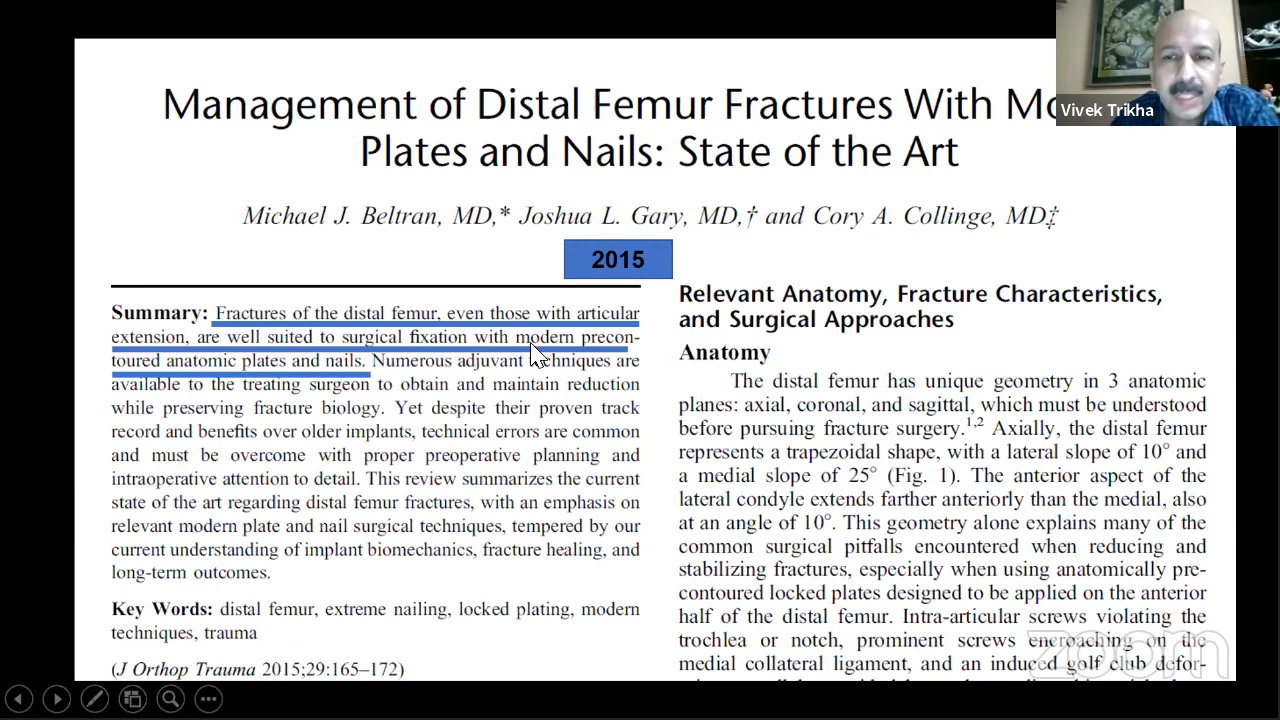 Management of Distal Femur Fractures With Mo
Plates and Nails: State of the Art
Vivek Trikha
Michael J. Beltran, MD,* Joshua L. Gary, MD,† and Cory A. Collinge, MD‡
2015
Summary: Fractures of the distal femur, even those with articular
extension, are well suited to surgical fixation with modern precon-
toured anatomic plates and nails. Numerous adjuvant techniques are
available to the treating surgeon to obtain and maintain reduction
while preserving fracture biology. Yet despite their proven track
record and benefits over older implants, technical errors are common
and must be overcome with proper preoperative planning and
intraoperative attention to detail. This review summarizes the current
state of the art regarding distal femur fractures, with an emphasis on
relevant modern plate and nail surgical techniques, tempered by our
current understanding of implant biomechanics, fracture healing, and
long-term outcomes.
Key Words: distal femur, extreme nailing, locked plating, modern
techniques, trauma
(J Orthop Trauma 2015;29:165–172)
Relevant Anatomy, Fracture Characteristics,
and Surgical Approaches
Anatomy
The distal femur has unique geometry in 3 anatomic
planes: axial, coronal, and sagittal, which must be understood
before pursuing fracture surgery.1,2 Axially, the distal femur
represents a trapezoidal shape, with a lateral slope of 10° and
a medial slope of 25° (Fig. 1). The anterior aspect of the
lateral condyle extends farther anteriorly than the medial, also
at an angle of 10°. This geometry alone explains many of the
common surgical pitfalls encountered when reducing and
stabilizing fractures, especially when using anatomically pre-
contoured locked plates designed to be applied on the anterior
half of the distal femur. Intra-articular screws violating the
trochlea or notch, prominent screws encroaching on the
medial collateral ligament, and an induced golf club defor-
zoom